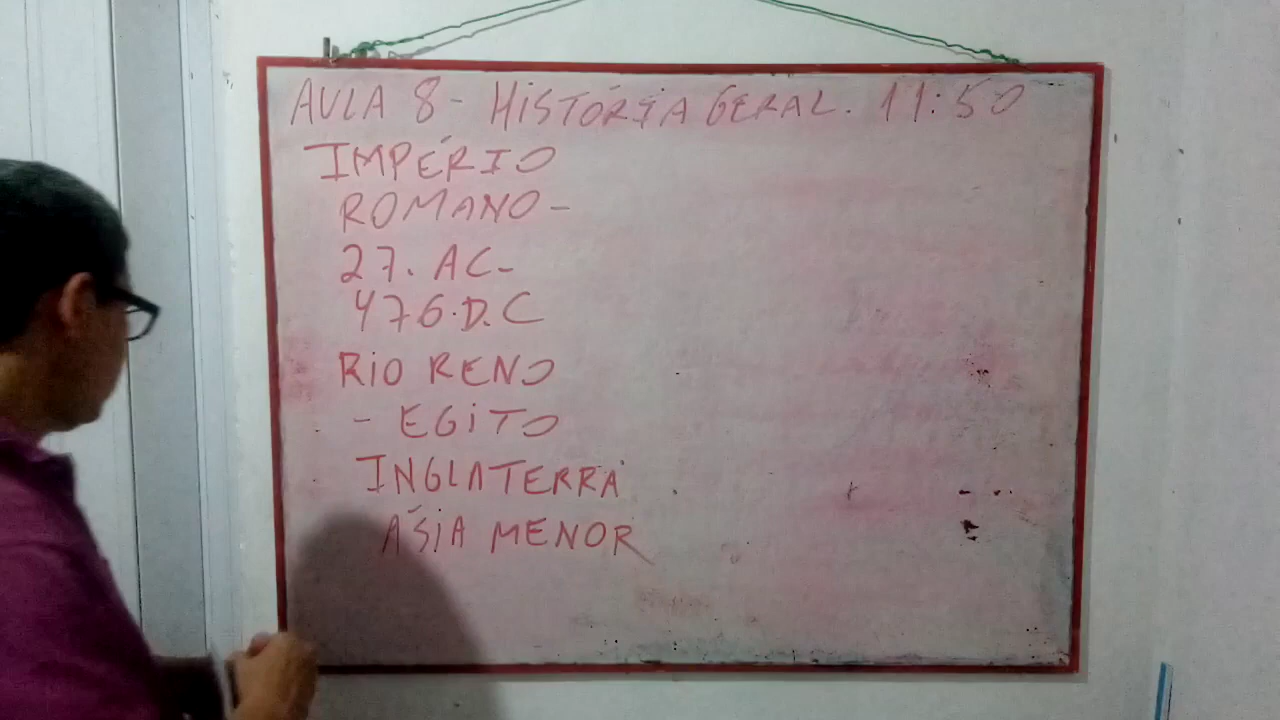 AULA 8 - HISTÓRIA GERAL. 11:50
IMPÉRIO
ROMANO -
27. AC -
476.D.C
RIO RENO
- EGITO
INGLATERRA
ÁSIA MENOR